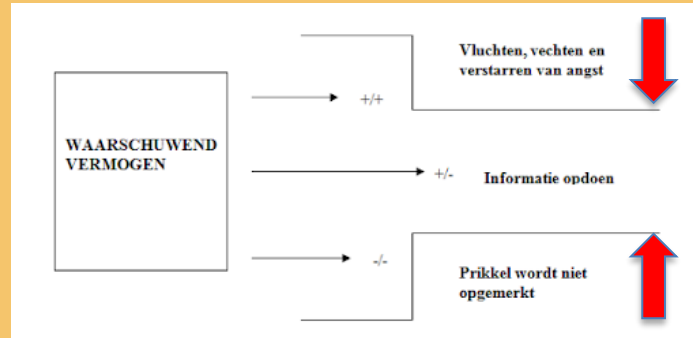 Vluchten, vechten en
verstarren van angst
+/+
WAARSCHUWEND
VERMOGEN
+/-
Informatie opdoen
-/-
Prikkel wordt niet
opgemerkt